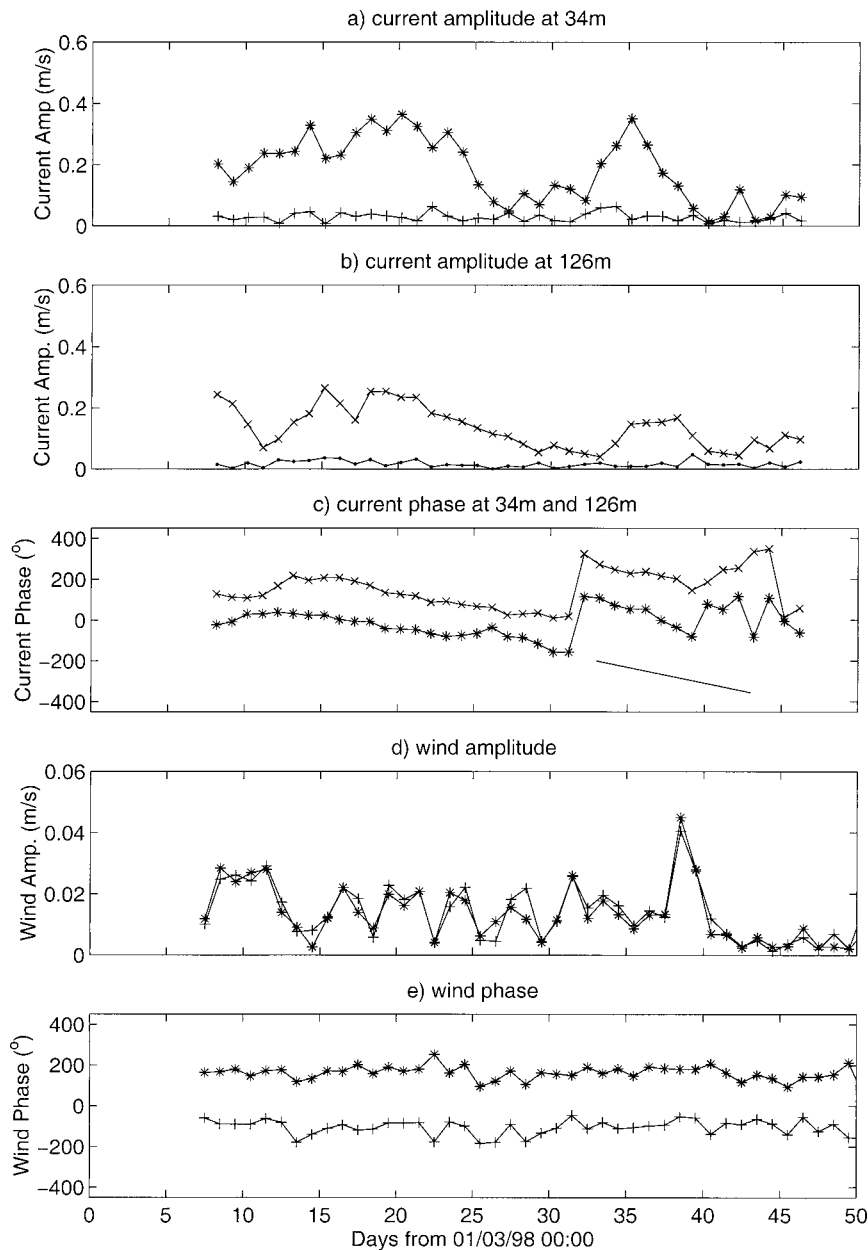 a) current amplitude at 34m
0.6
0.4
0.2
0
Current Amp (m/s)
b) current amplitude at 126m
0.6
0.4
0.2
0
Current Amp. (m/s)
c) current phase at 34m and 126m
400
200
0
−200
−400
Current Phase (o)
d) wind amplitude
0.06
0.04
0.02
0
Wind Amp. (m/s)
e) wind phase
400
200
0
−200
−400
Wind Phase (o)
0 5 10 15 20 25 30 35 40 45 50
Days from 01/03/98 00:00